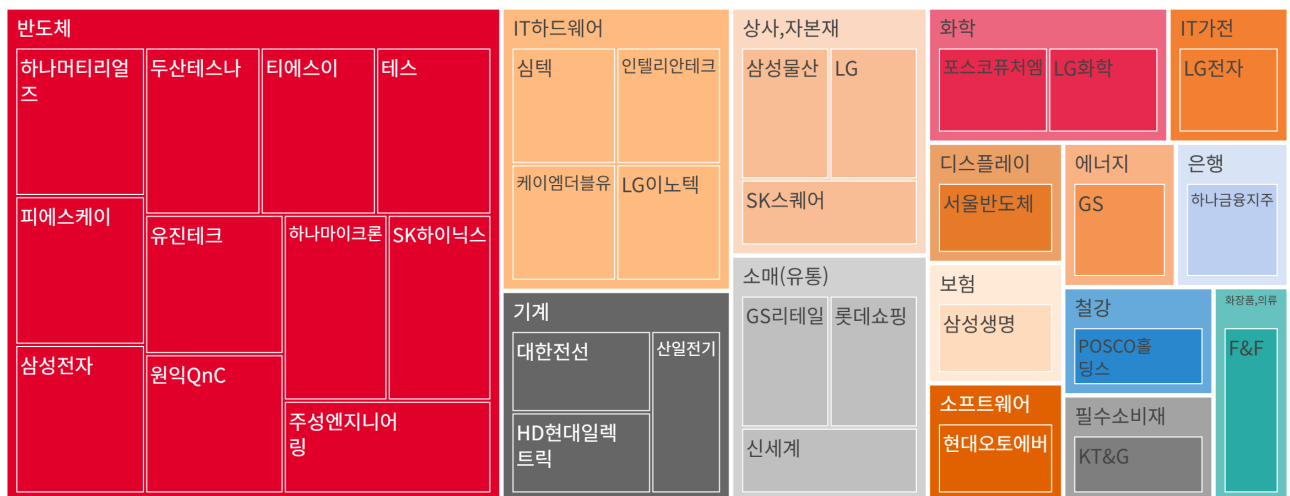 반도체
하나머티리얼
즈
두산테스나
티에스이
테스
피에스케이
유진테크
하나마이크론
SK하이닉스
삼성전자
원익QnC
주성엔지니어
링
IT하드웨어
심텍
인텔리안테크
케이엠더블유
LG이노텍
기계
대한전선
산일전기
HD현대일렉
트릭
상사,자본재
삼성물산
LG
SK스퀘어
소매(유통)
GS리테일
롯데쇼핑
신세계
화학
포스코퓨처엠
LG화학
IT가전
LG전자
디스플레이
서울반도체
에너지
GS
은행
하나금융지주
보험
삼성생명
철강
POSCO홀
딩스
화장품,의류
F&F
소프트웨어
현대오토에버
필수소비재
KT&G